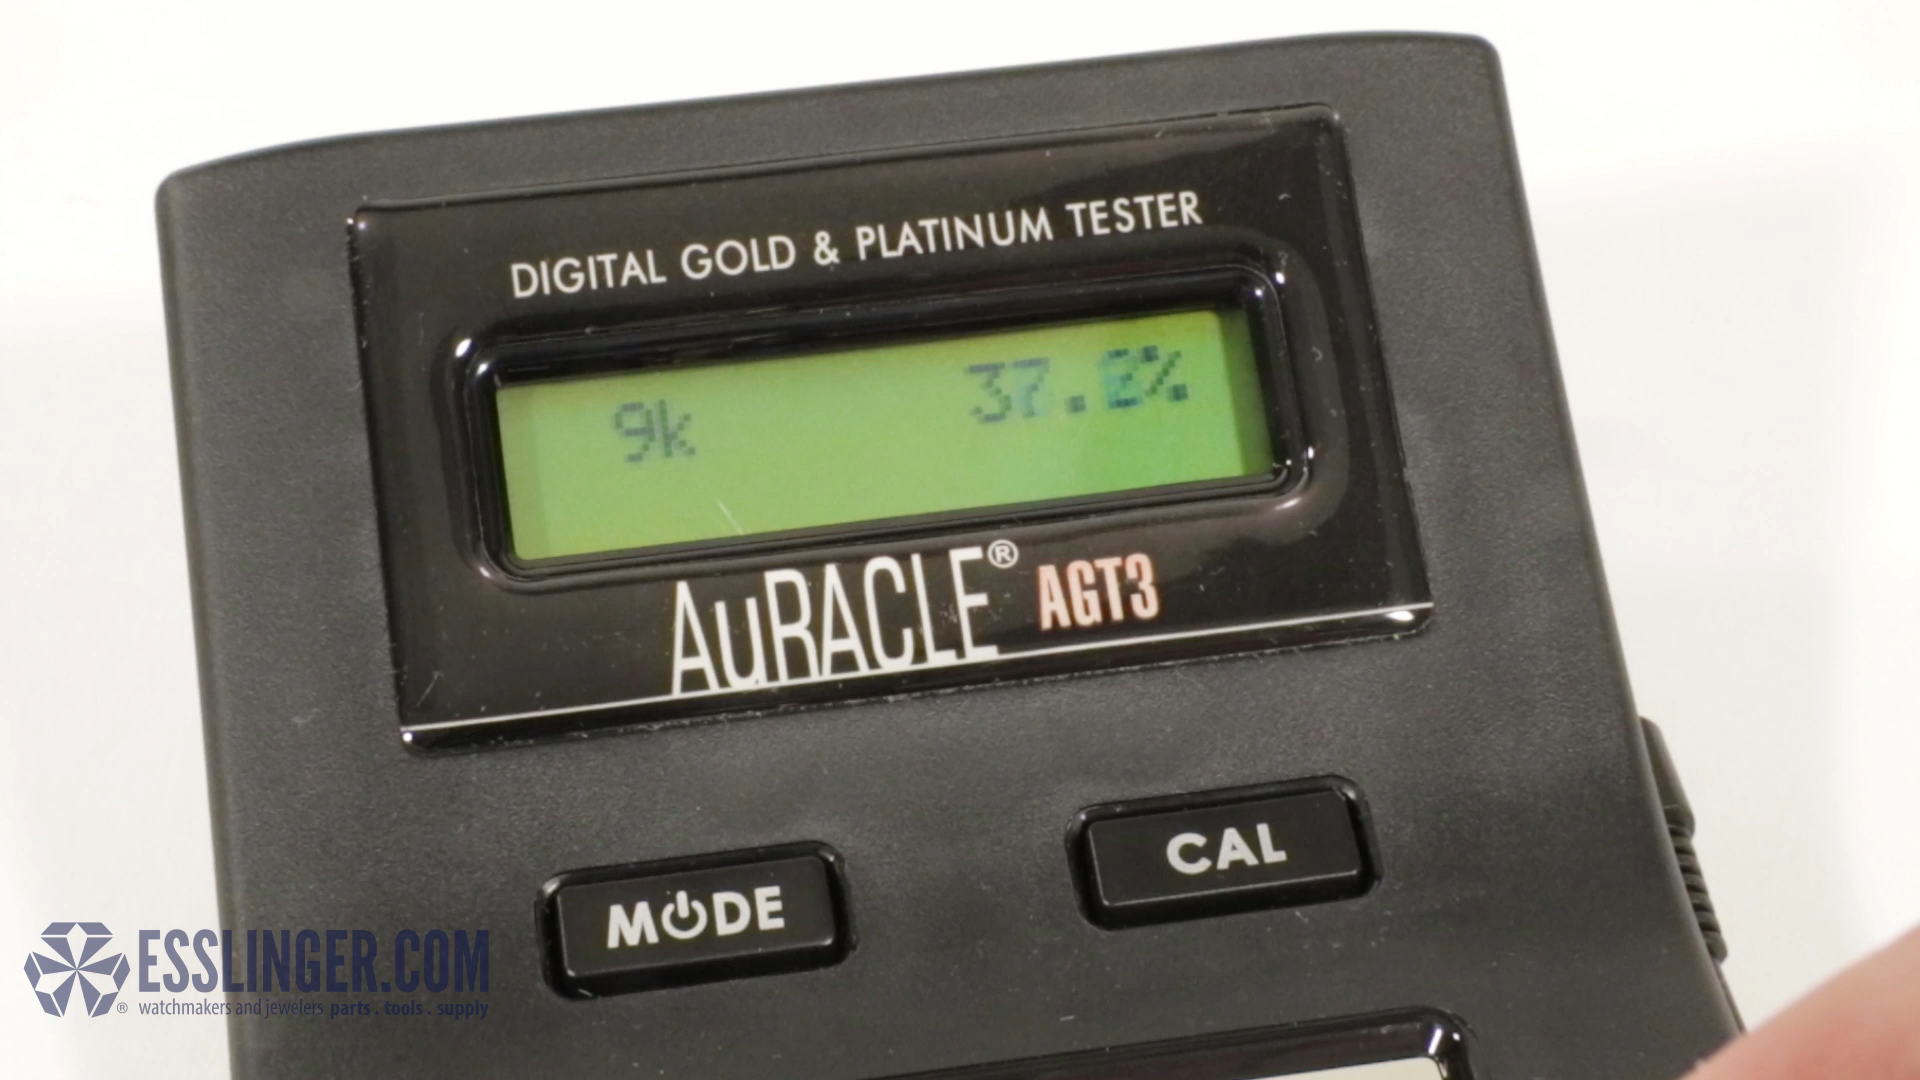 DIGITAL GOLD & PLATINUM TESTER
9k 37.2%
AuRACLE® AGT3
CAL
MODE
ESSLINGER.COM
® watchmakers and jewelers parts . tools . supply